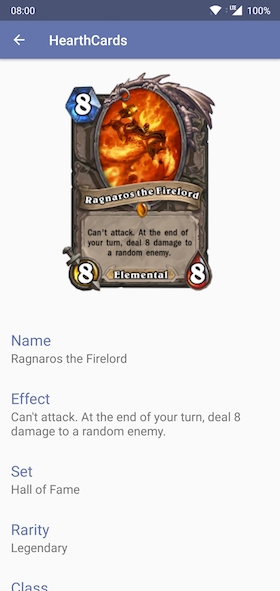 08:00
LTE
100%
HearthCards
8
Ragnaros the Firelord
Can't attack. At the end of
your turn, deal 8 damage to
a random enemy.
8
Elemental
8
Name
Ragnaros the Firelord
Effect
Can't attack. At the end of your turn, deal 8
damage to a random enemy.
Set
Hall of Fame
Rarity
Legendary
Class